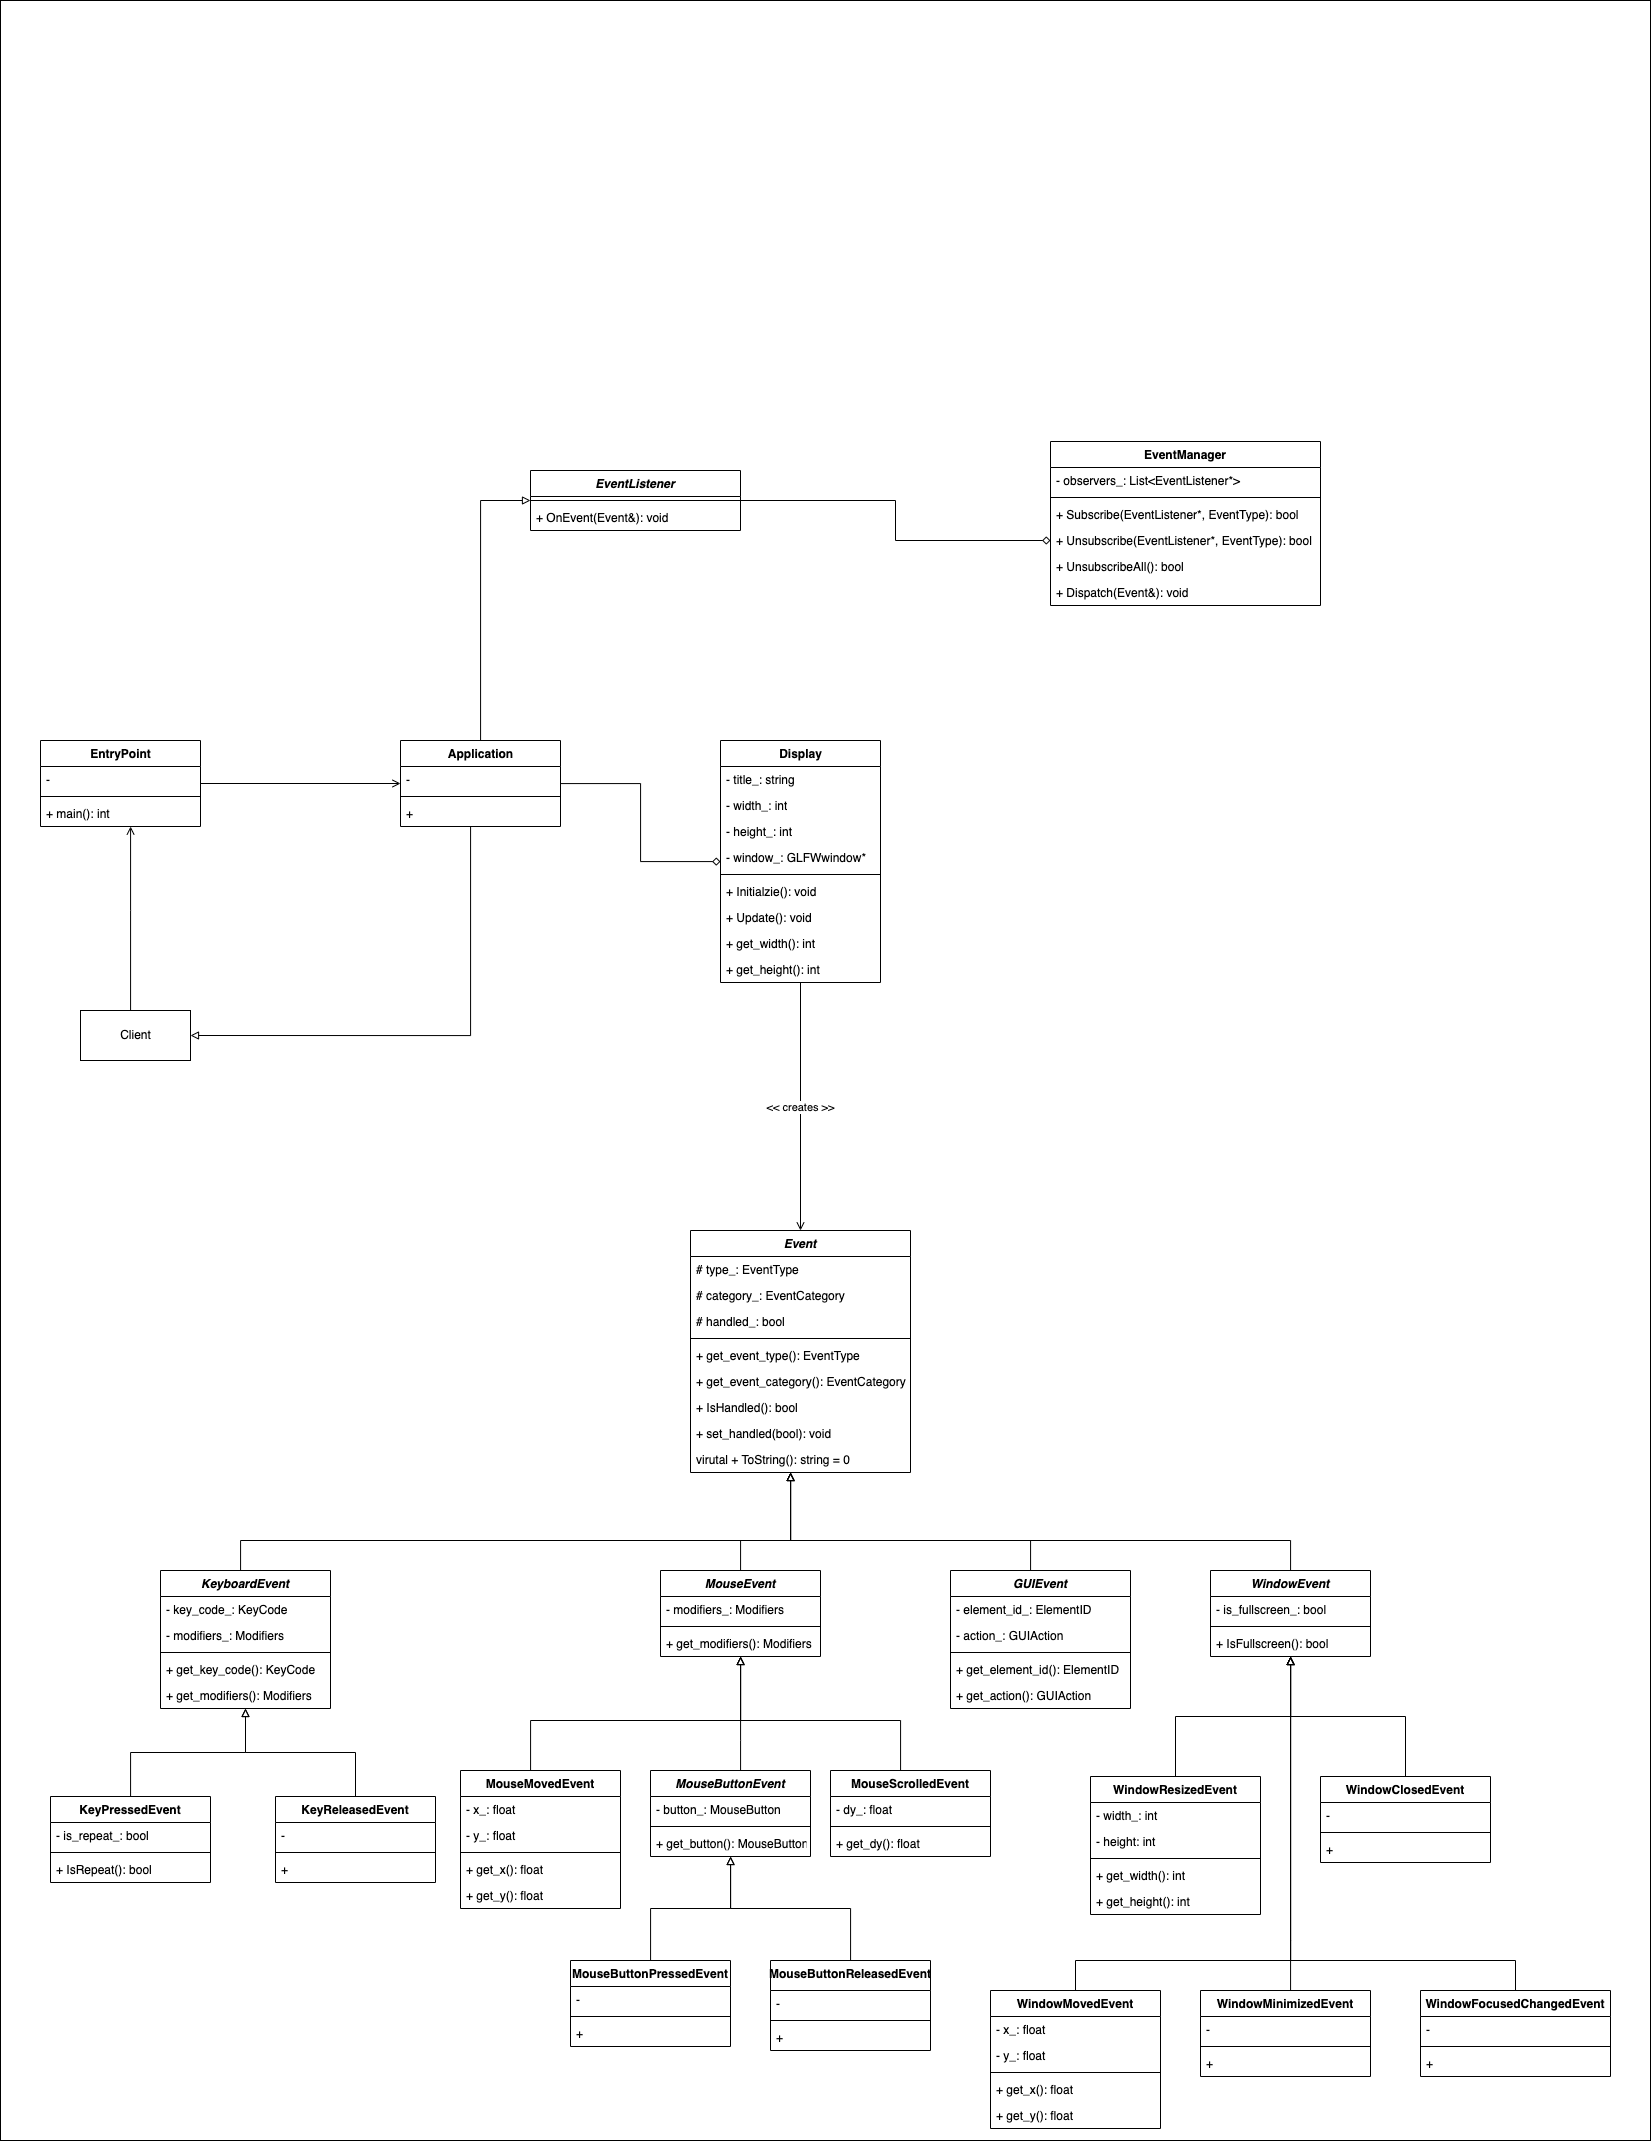 EventManager
- observers_: List<EventListener*>
+ Subscribe(EventListener*, EventType): bool
+ Unsubscribe(EventListener*, EventType): bool
+ UnsubscribeAll(): bool
+ Dispatch(Event&): void
EventListener
+ OnEvent(Event&): void
EntryPoint
-
+ main(): int
Application
-
+
Display
- title_: string
- width_: int
- height_: int
- window_: GLFWwindow*
+ Initialzie(): void
+ Update(): void
+ get_width(): int
+ get_height(): int
Client
<< creates >>
Event
# type_: EventType
# category_: EventCategory
# handled_: bool
+ get_event_type(): EventType
+ get_event_category(): EventCategory
+ IsHandled(): bool
+ set_handled(bool): void
virutal + ToString(): string = 0
KeyboardEvent
- key_code_: KeyCode
- modifiers_: Modifiers
+ get_key_code(): KeyCode
+ get_modifiers(): Modifiers
MouseEvent
- modifiers_: Modifiers
+ get_modifiers(): Modifiers
GUIEvent
- element_id_: ElementID
- action_: GUIAction
+ get_element_id(): ElementID
+ get_action(): GUIAction
WindowEvent
- is_fullscreen_: bool
+ IsFullscreen(): bool
KeyPressedEvent
- is_repeat_: bool
+ IsRepeat(): bool
KeyReleasedEvent
-
+
MouseMovedEvent
- x_: float
- y_: float
+ get_x(): float
+ get_y(): float
MouseButtonEvent
- button_: MouseButton
+ get_button(): MouseButton
MouseScrolledEvent
- dy_: float
+ get_dy(): float
WindowResizedEvent
- width_: int
- height: int
+ get_width(): int
+ get_height(): int
WindowClosedEvent
-
+
MouseButtonPressedEvent
-
+
MouseButtonReleasedEvent
-
+
WindowMovedEvent
- x_: float
- y_: float
+ get_x(): float
+ get_y(): float
WindowMinimizedEvent
-
+
WindowFocusedChangedEvent
-
+